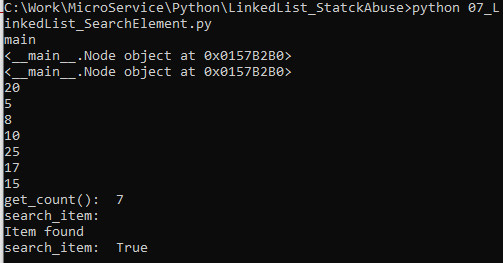 C:\Work\MicroService\Python\LinkedList_StatckAbuse>python 07_L
inkedList_SearchElement.py
main
<__main__.Node object at 0x0157B2B0>
<__main__.Node object at 0x0157B2B0>
20
5
8
10
25
17
15
get_count():  7
search_item:
Item found
search_item:  True